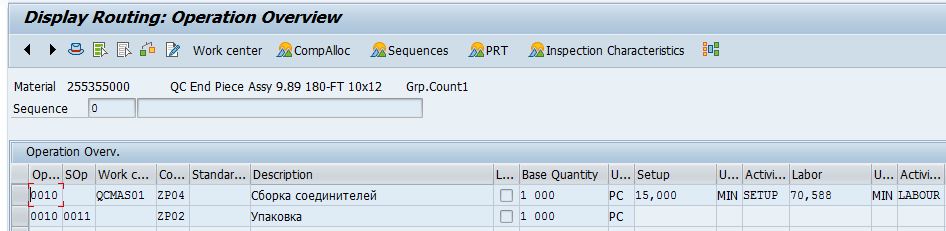 Display Routing: Operation Overview
Work center CompAlloc Sequences PRT Inspection Characteristics
Material 255355000 QC End Piece Assy 9.89 180-FT 10x12 Grp.Count1
Sequence 0
Operation Overv.
Op... SOp Work c... Co... Standar... Description L... Base Quantity U... Setup U... Activi... Labor U... Activi...
0010 QCMAS01 ZP04 Сборка соединителей 1 000 PC 15,000 MIN SETUP 70,588 MIN LABOUR
0010 0011 ZP02 Упаковка 1 000 PC